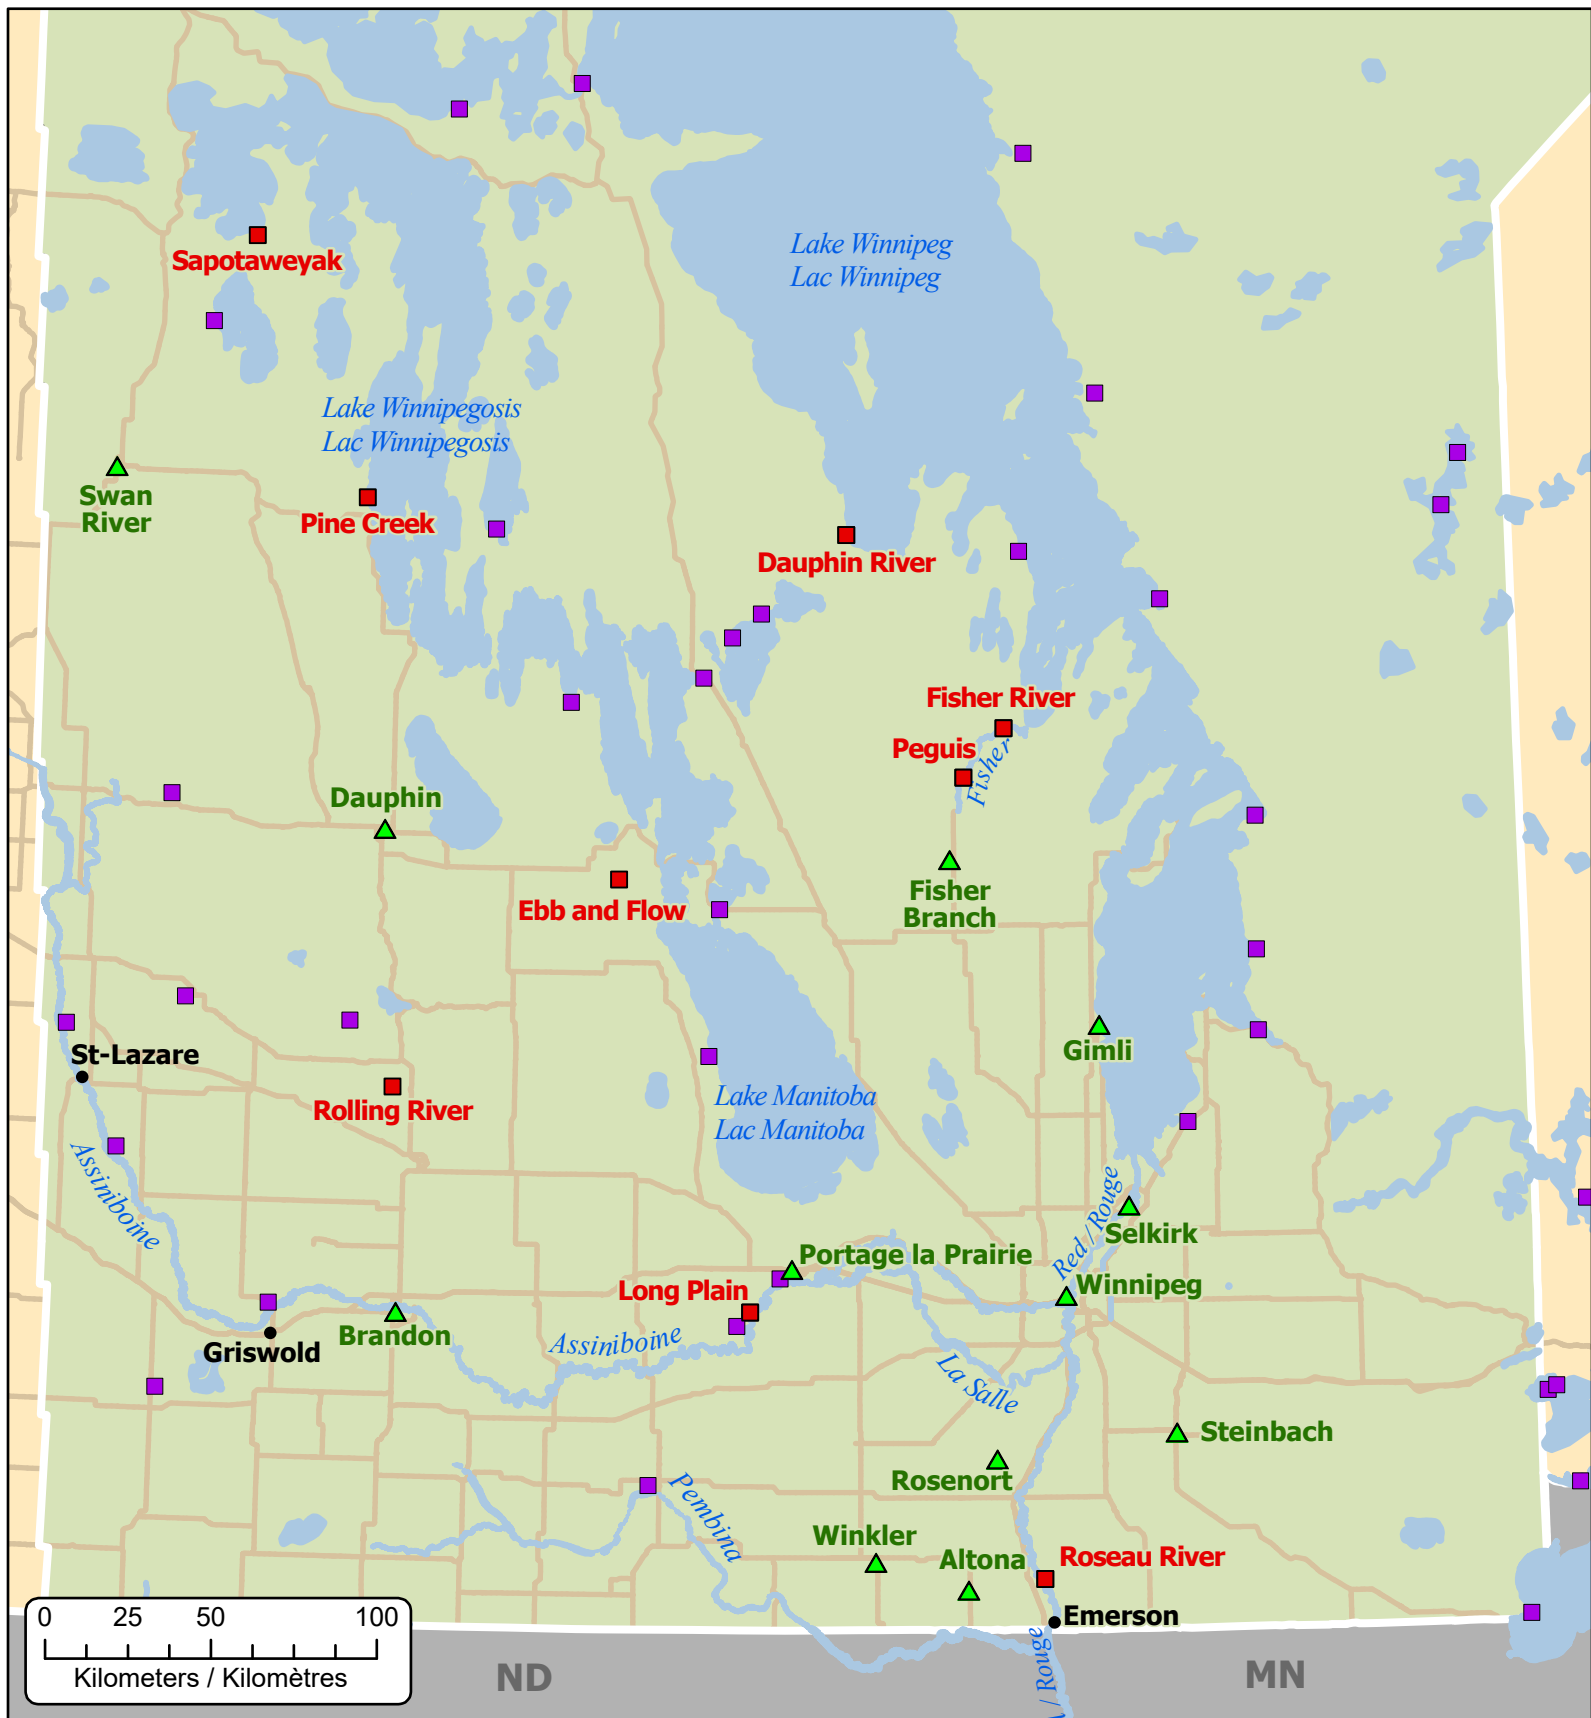 Lake Winnipeg
Lac Winnipeg
Sapotaweyak
Lake Winnipegosis
Lac Winnipegosis
Swan
River
Pine Creek
Dauphin River
Fisher River
Peguis
Fisher
Dauphin
Fisher
Branch
Ebb and Flow
Gimli
St-Lazare
Rolling River
Lake Manitoba
Lac Manitoba
Assiniboine
Red / Rouge
Selkirk
Portage la Prairie
Winnipeg
Long Plain
Brandon
Griswold
Assiniboine
La Salle
Steinbach
Rosenort
Pembina
Winkler
Altona
Roseau River
Emerson
0 25 50 100
Kilometers / Kilomètres
ND
MN
/ Rouge